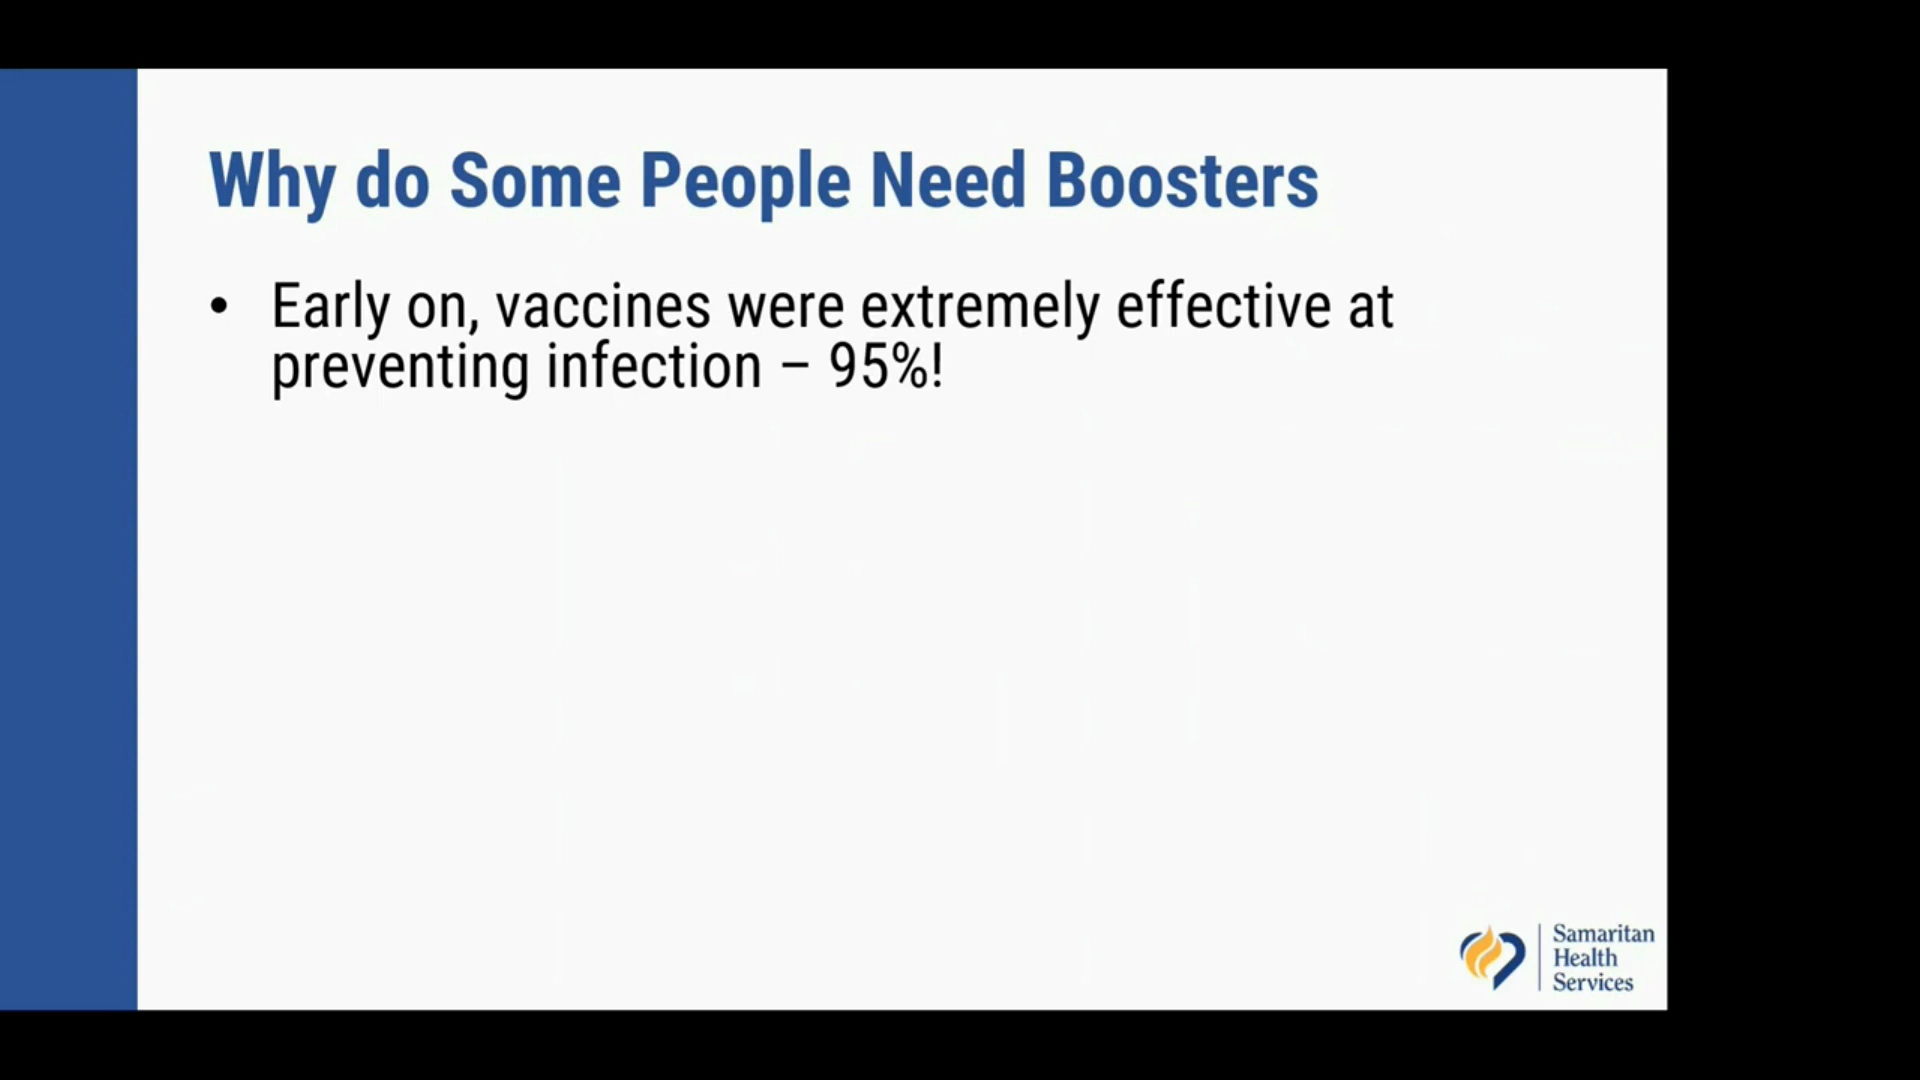 Why do Some People Need Boosters
• Early on, vaccines were extremely effective at
preventing infection – 95%!
Samaritan
Health
Services